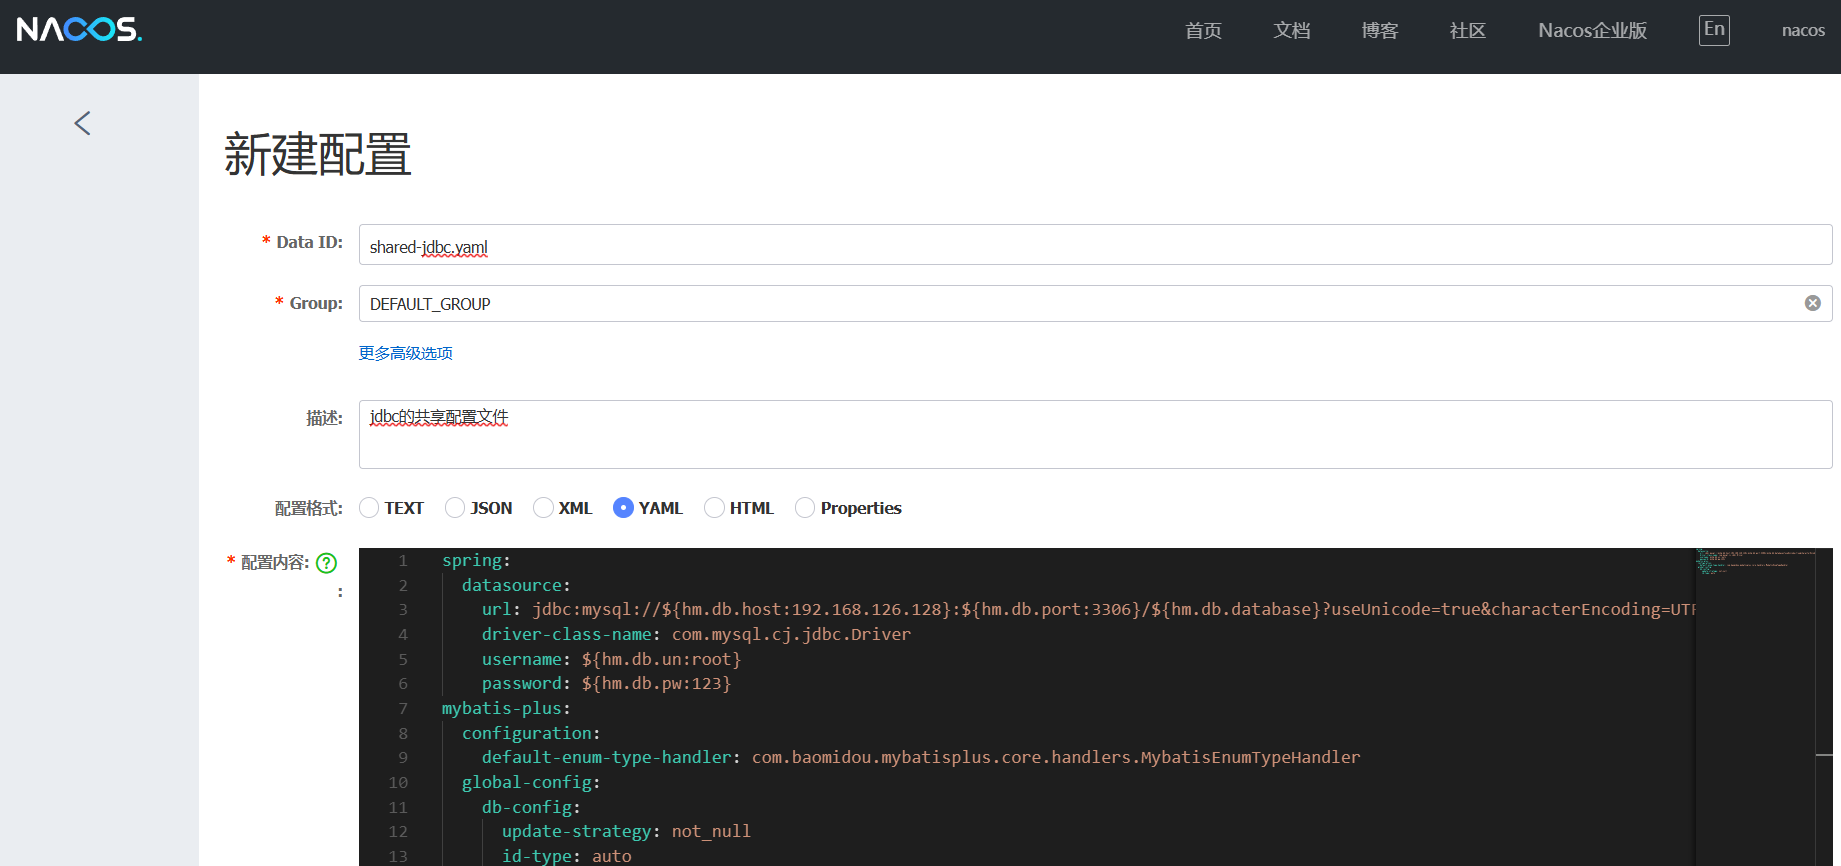 NACOS.
首页 文档 博客 社区 Nacos企业版 En nacos
新建配置
* Data ID: shared-jdbc.yaml
* Group: DEFAULT_GROUP
更多高级选项
描述: jdbc的共享配置文件
配置格式: TEXT JSON XML YAML HTML Properties
* 配置内容: ? :
1 spring:
2 datasource:
3 url: jdbc:mysql://${hm.db.host:192.168.126.128}:${hm.db.port:3306}/${hm.db.database}?useUnicode=true&characterEncoding=UTF
4 driver-class-name: com.mysql.cj.jdbc.Driver
5 username: ${hm.db.un:root}
6 password: ${hm.db.pw:123}
7 mybatis-plus:
8 configuration:
9 default-enum-type-handler: com.baomidou.mybatisplus.core.handlers.MybatisEnumTypeHandler
10 global-config:
11 db-config:
12 update-strategy: not_null
13 id-type: auto